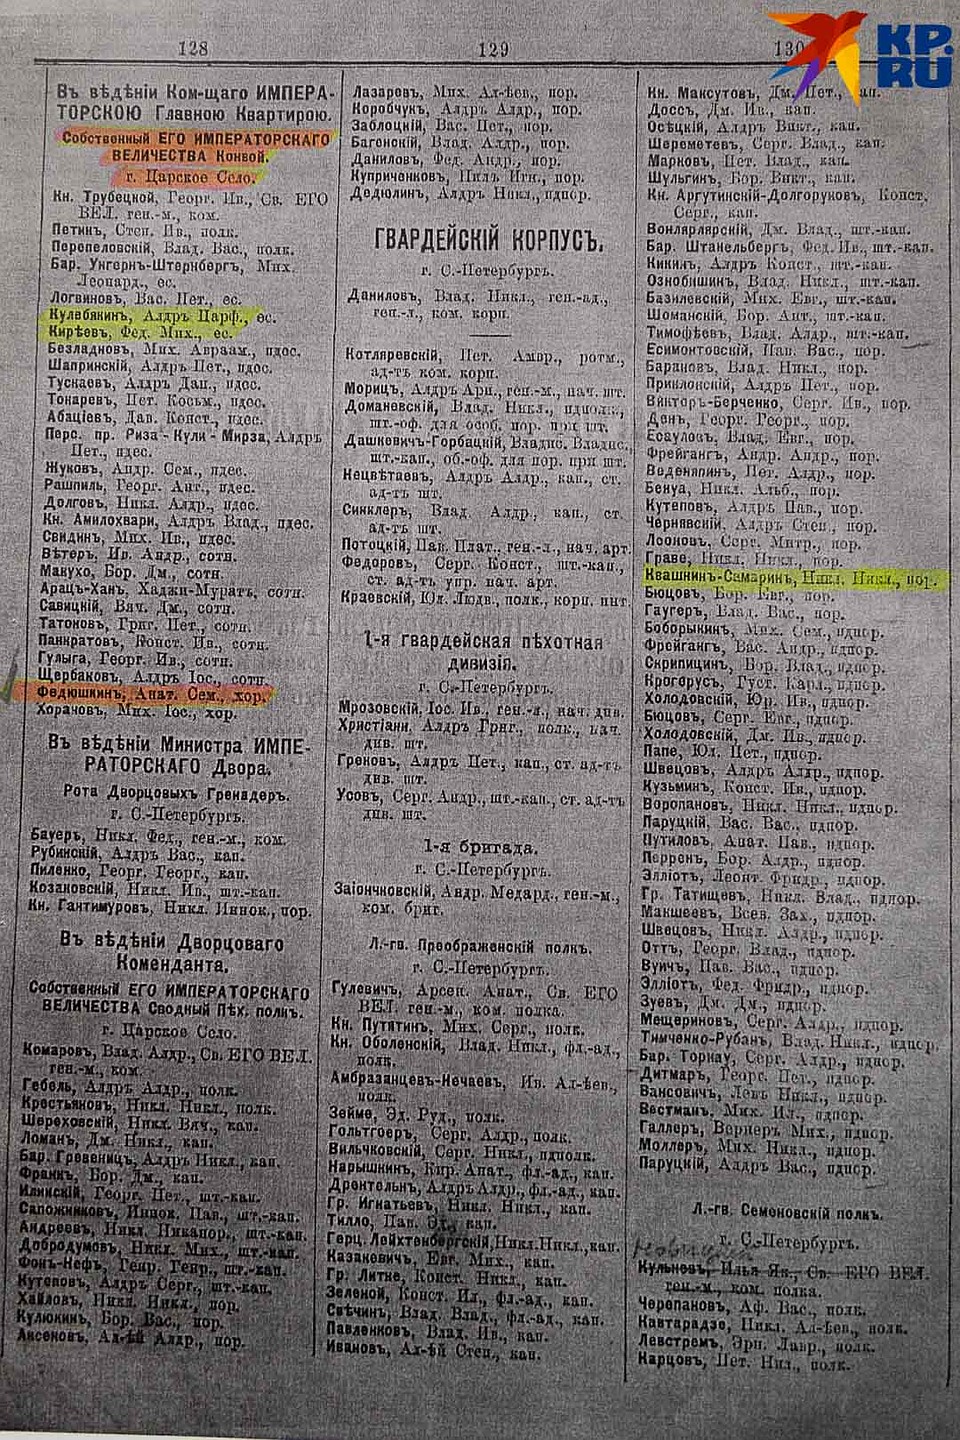 128
Въ вѣдѣніи Ком-щаго ИМПЕРА-
ТОРСКОЮ Главною Квартирою.
Собственный ЕГО ИМПЕРАТОРСКАГО
ВЕЛИЧЕСТВА Конвой.
г. Царское Село.
Кн. Трубецкой, Георг. Ив., Св. ЕГО
ВЕЛ. ген.-м., ком.
Петинъ, Степ. Ив., полк.
Перепеловскій, Влад. Вас., полк.
Бар. Унгернъ-Штернбергъ, Мих.
Леонард., ес.
Логвиновъ, Вас. Пет., ес.
Кулебякинъ, Алдръ Парф., ес.
Кирѣевъ, Фед. Мих., ес.
Безладновъ, Мих. Авраам., пдес.
Шапринскій, Алдръ Пет., пдес.
Тускаевъ, Алдръ Дан., пдес.
Токаревъ, Пет. Косьм., пдес.
Абаціевъ, Дав. Конст., пдес.
Перс. пр. Риза-Кули-Мирза, Алдръ
Пет., пдес.
Жуковъ, Андр. Сем., пдес.
Рашпиль, Георг. Ант., пдес.
Долговъ, Никл. Алдр., пдес.
Кн. Амилохвари, Алдръ Влад., пдес.
Свидинъ, Мих. Ив., пдес.
Вѣтеръ, Ив. Андр., сотн.
Макухо, Бор. Дм., сотн.
Арацъ-Ханъ, Хаджи-Муратъ, сотн.
Савицкій, Вяч. Дм., сотн.
Татоновъ, Григ. Пет., сотн.
Панкратовъ, Конст. Ив., сотн.
Гулыга, Георг. Ив., сотн.
Щербаковъ, Алдръ Іос., сотн.
Федюшкинъ, Анат. Сем., хор.
Хорачовъ, Мих. Іос., хор.
Въ вѣдѣніи Министра ИМПЕ-
РАТОРСКАГО Двора.
Рота Дворцовыхъ Гренадеръ.
г. С.-Петербургъ.
Бауеръ, Никл. Фед., ген.-м., ком.
Рубинскій, Алдръ Вас., кап.
Пиленко, Георг. Георг., кап.
Козановскій, Никл. Ив., шт.-кап.
Кн. Гантимуровъ, Никл. Иннок., пор.
Въ вѣдѣніи Дворцоваго
Коменданта.
Собственный ЕГО ИМПЕРАТОРСКАГО
ВЕЛИЧЕСТВА Сводный Пѣх. полкъ.
г. Царское Село.
Комаровъ, Влад. Алдр., Св. ЕГО ВЕЛ.
ген.-м., ком.
Гебель, Алдръ Алдр., полк.
Крестьяновъ, Никл. Никл., полк.
Шереховскій, Никл. Вяч., кап.
Ломанъ, Дм. Никл., кап.
Бар. Гревеницъ, Алдръ Никл., кап.
Франкъ, Бор. Дм., кап.
Илинскій, Георг. Пет., шт.-кап.
Сапожниковъ, Иннок. Пав., шт.-кап.
Андреевъ, Никл. Никанор., шт.-кап.
Добродумовъ, Никл. Мих., шт.-кап.
Фонъ-Нефъ, Генр. Генр., шт.-кап.
Кутеповъ, Алдръ Серг., шт.-кап.
Хайловъ, Никл. Никл., пор.
Кулюкинъ, Бор. Вас., пор.
Аксеновъ, Ал-ѣй Алдр., пор.
129
Лазаревъ, Мих. Ал-ѣев., пор.
Коробчукъ, Алдръ Алдр., пор.
Заблоцкій, Вас. Пет., пор.
Багонскій, Влад. Алдр., пор.
Даниловъ, Фед. Андр., пор.
Куприченковъ, Нилъ Игн., пор.
Дедюлинъ, Алдръ Никл., пдпор.
ГВАРДЕЙСКІЙ КОРПУСЪ.
г. С.-Петербургъ.
Даниловъ, Влад. Никл., ген.-ад.,
ген.-л., ком. корп.
Котляревскій, Пет. Амвр., ротм.,
ад-тъ ком. корп.
Морицъ, Алдръ Арн., ген.-м., нач. шт.
Доманевскій, Влад. Никл., пдполк.,
шт.-оф. для особ. пор. при шт.
Дашкевичъ-Горбацкій, Владис. Владис.,
шт.-кап., об.-оф. для пор. при шт.
Нецвѣтаевъ, Алдръ Алдр., кап., ст.
ад-тъ шт.
Синклеръ, Влад. Алдр., кап., ст.
ад-тъ шт.
Потоцкій, Пав. Плат., ген.-л., нач. арт.
Федоровъ, Серг. Конст., шт.-кап.,
ст. ад-тъ упр. нач. арт.
Краевскій, Юл. Людв., полк., корп. инт.
1-я гвардейская пѣхотная
дивизія.
г. С.-Петербургъ.
Мрозовскій, Іос. Ив., ген.-л., нач. див.
Христіани, Алдръ Григ., полк., нач.
див. шт.
Грековъ, Алдръ Пет., кап., ст. ад-тъ
див. шт.
Усовъ, Серг. Андр., шт.-кап., ст. ад-тъ
див. шт.
1-я бригада.
г. С.-Петербургъ.
Заіончковскій, Андр. Медард., ген.-м.,
ком. бриг.
Л.-гв. Преображенскій полкъ.
г. С.-Петербургъ.
Гулевичъ, Арсен. Анат., Св. ЕГО
ВЕЛ. ген.-м., ком. полка.
Кн. Путятинъ, Мих. Серг., полк.
Кн. Оболенскій, Влад. Никл., фл.-ад.,
полк.
Амбразанцевъ-Нечаевъ, Ив. Ал-ѣев.,
полк.
Зейме, Эд. Руд., полк.
Гольтгоеръ, Серг. Алдр., полк.
Вильчковскій, Серг. Никл., пдполк.
Нарышкинъ, Кир. Анат., фл.-ад., кап.
Дрентельнъ, Алдръ Алдр., фл.-ад., кап.
Гр. Игнатьевъ, Никл. Никл., кап.
Тилло, Пав. Эд., кап.
Герц. Лейхтенбергскій, Никл. Никл., кап.
Казакевичъ, Евг. Мих., кап.
Гр. Литке, Конст. Никл., кап.
Зеленой, Конст. Ил., фл.-ад., кап.
Свѣчинъ, Влад. Влад., фл.-ад., кап.
Павленковъ, Влад. Ив., кап.
Ивановъ, Ал-ѣй Степ., кап.
130
KP.
RU
Кн. Максутовъ, Дм. Пет., кап.
Доссъ, Дм. Ив., кап.
Осѣцкій, Алдръ Викт., кап.
Шереметевъ, Серг. Влад., кап.
Марковъ, Пет. Влад., кап.
Шульгинъ, Бор. Викт., кап.
Кн. Аргутинскій-Долгоруковъ, Конст.
Серг., кап.
Вонлярлярскій, Дм. Влад., шт.-кап.
Бар. Штакельбергъ, Фед. Ив., шт.-кап.
Кикинъ, Алдръ Конст., шт.-кап.
Ознобишинъ, Влад. Никл., шт.-кап.
Базилевскій, Мих. Евг., шт.-кап.
Шоманскій, Бор. Ант., шт.-кап.
Тимофѣевъ, Влад. Алдр., шт.-кап.
Есимонтовскій, Пав. Вас., пор.
Барановъ, Влад. Никл., пор.
Приклонскій, Алдръ Пет., пор.
Викторъ-Берченко, Серг. Ив., пор.
Денъ, Георг. Георг., пор.
Есауловъ, Влад. Евг., пор.
Фрейгангъ, Андр. Андр., пор.
Веденяпинъ, Пет. Алдр., пор.
Бенуа, Никл. Альб., пор.
Кутеповъ, Алдръ Пав., пор.
Чернявскій, Алдръ Степ., пор.
Леоновъ, Серг. Митр., пор.
Граве, Никл. Никл., пор.
Квашнинъ-Самаринъ, Никл. Никл., пор.
Бюцовъ, Бор. Евг., пор.
Гаугеръ, Влад. Вас., пор.
Боборыкинъ, Мих. Сем., пдпор.
Фрейгангъ, Вас. Андр., пдпор.
Скрипицинъ, Бор. Влад., пдпор.
Крогорусъ, Густ. Карл., пдпор.
Холодовскій, Юр. Ив., пдпор.
Бюцовъ, Серг. Евг., пдпор.
Холодовскій, Дм. Ив., пдпор.
Папе, Юл. Пет., пдпор.
Швецовъ, Алдръ Алдр., пдпор.
Кузьминъ, Конст. Ив., пдпор.
Воропановъ, Никл. Никл., пдпор.
Паруцкій, Вас. Вас., пдпор.
Путиловъ, Анат. Пав., пдпор.
Перренъ, Бор. Алдр., пдпор.
Элліотъ, Леонт. Фридр., пдпор.
Гр. Татищевъ, Никл. Влад., пдпор.
Макшеевъ, Всев. Зах., пдпор.
Швецовъ, Никл. Алдр., пдпор.
Оттъ, Георг. Влад., пдпор.
Вуичъ, Пав. Вас., пдпор.
Элліотъ, Фед. Фридр., пдпор.
Зуевъ, Дм. Дм., пдпор.
Мещериновъ, Серг. Алдр., пдпор.
Тимченко-Рубанъ, Влад. Никл., пдпор.
Бар. Торнау, Серг. Алдр., пдпор.
Дитмаръ, Георг. Пет., пдпор.
Вансовичъ, Левъ Никл., пдпор.
Вестманъ, Мих. Ил., пдпор.
Галлеръ, Вернеръ Мих., пдпор.
Моллеръ, Мих. Никл., пдпор.
Паруцкій, Алдръ Вас., пдпор.
Л.-гв. Семеновскій полкъ.
г. С.-Петербургъ.
Кульневъ, Илья Як., Св. ЕГО ВЕЛ.
ген.-м., ком. полка.
Черепановъ, Аф. Вас., полк.
Кавтарадзе, Никл. Ал-ѣев., полк.
Левстремъ, Эрн. Лавр., полк.
Карцовъ, Пет. Ник., полк.